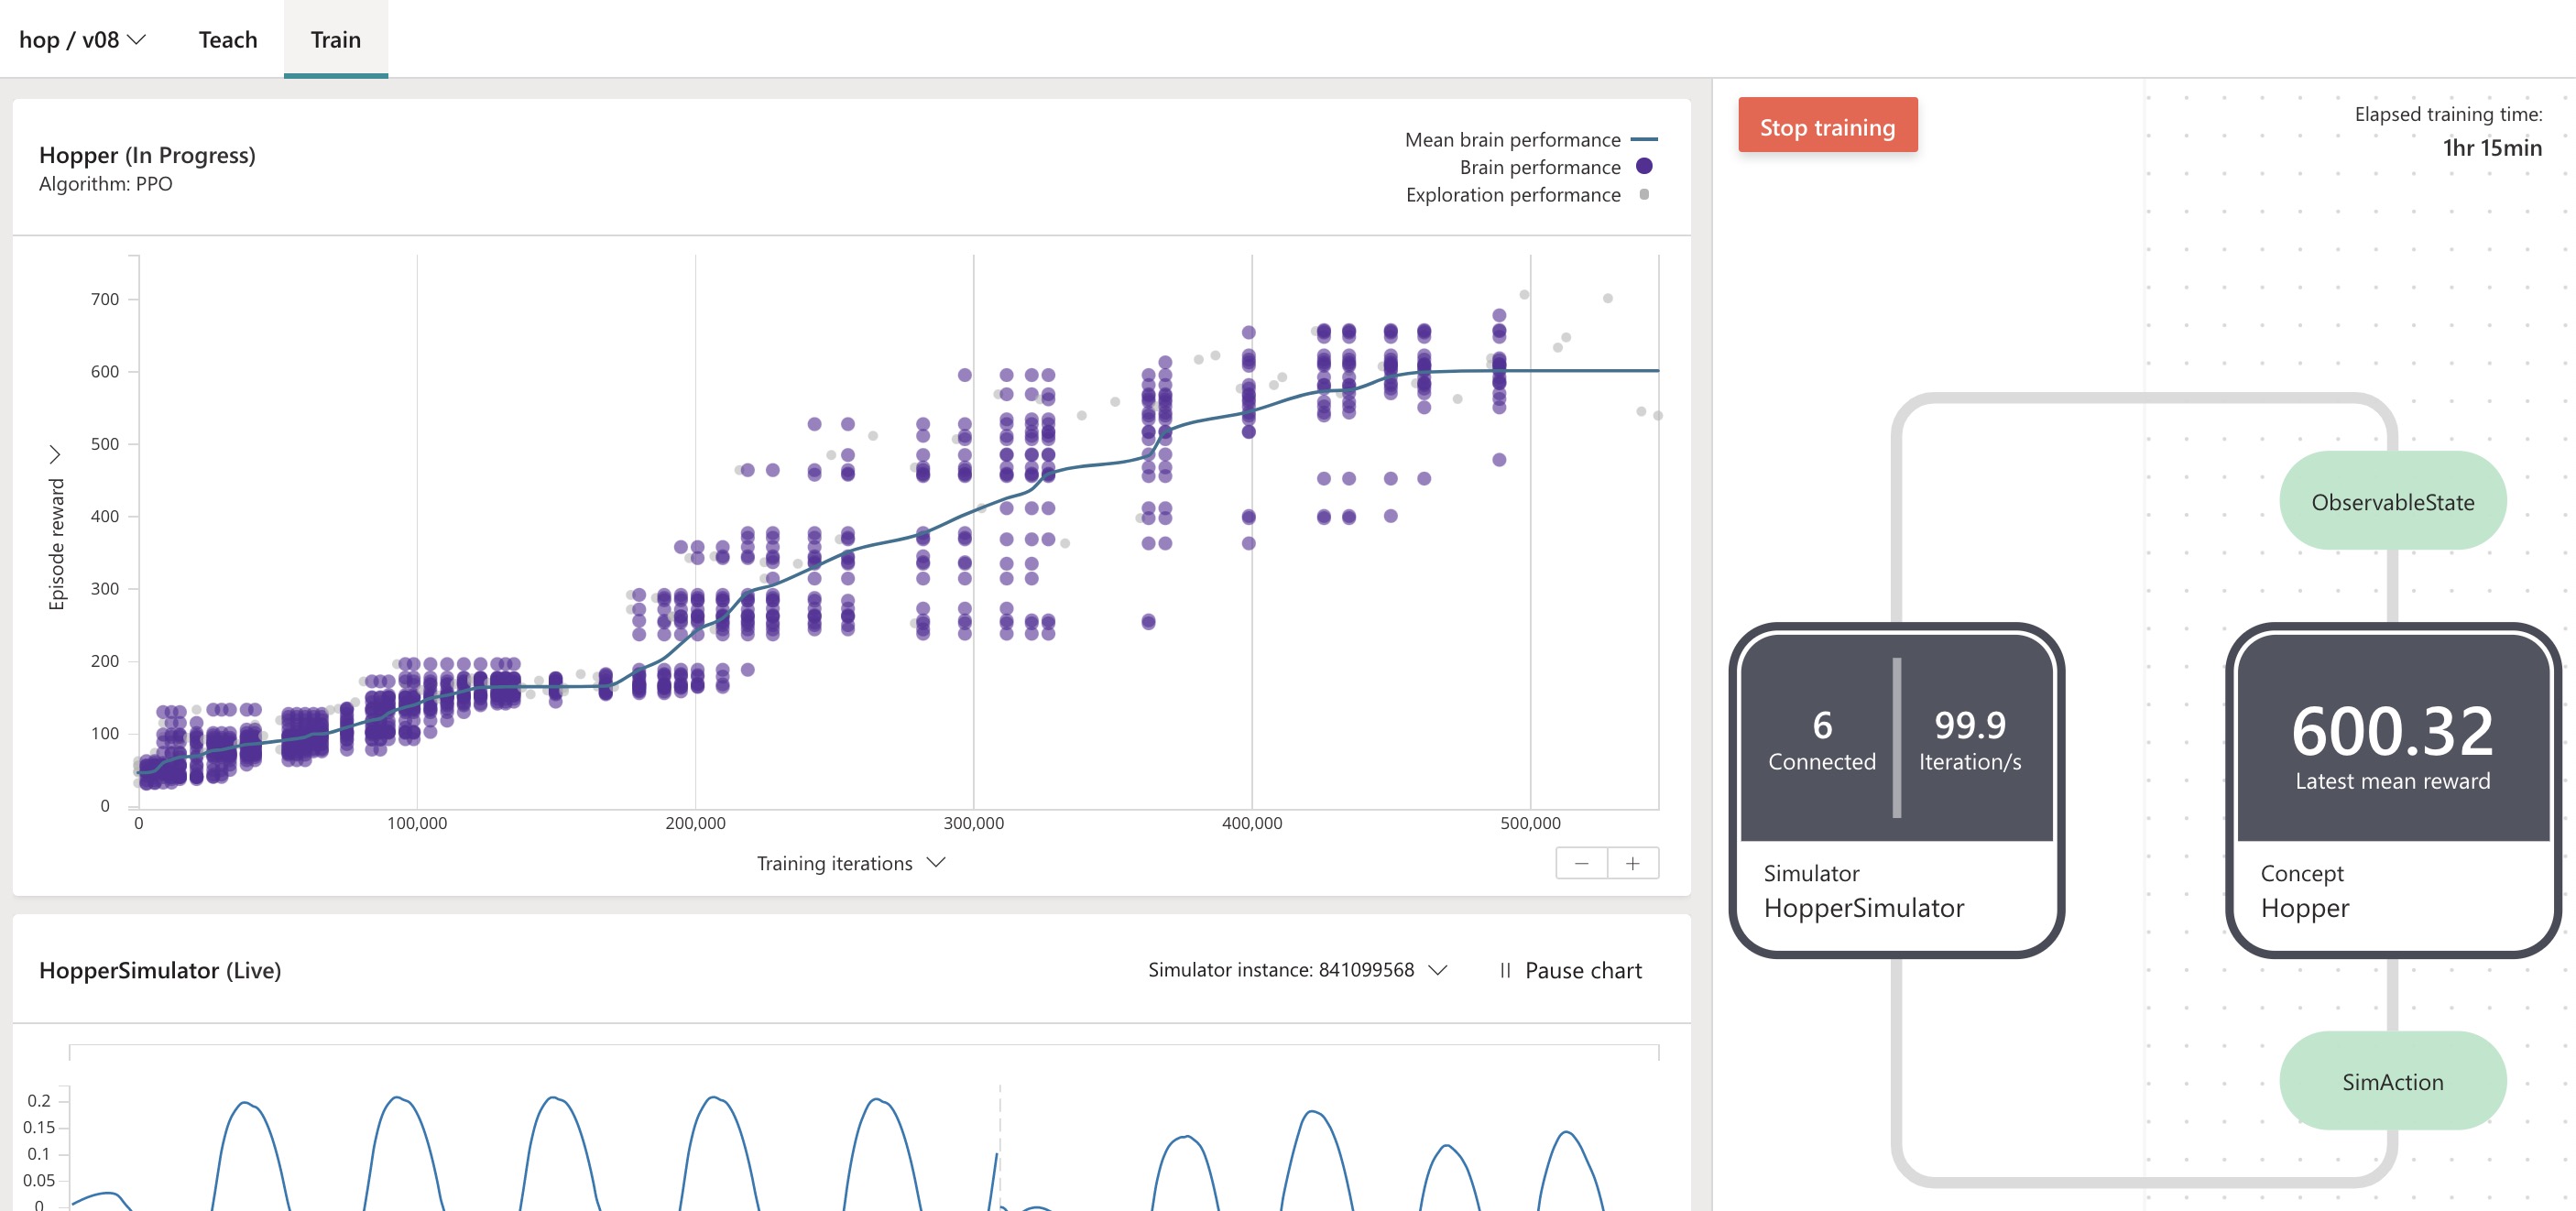 hop / v08
Teach
Train
Hopper (In Progress)
Algorithm: PPO
Mean brain performance
Brain performance
Exploration performance
Episode reward
700
600
500
400
300
200
100
0
0
100,000
200,000
300,000
400,000
500,000
Training iterations
HopperSimulator (Live)
Simulator instance: 841099568
Pause chart
0.2
0.15
0.1
0.05
0
Stop training
Elapsed training time:
1hr 15min
ObservableState
6
Connected
99.9
Iteration/s
Simulator
HopperSimulator
600.32
Latest mean reward
Concept
Hopper
SimAction